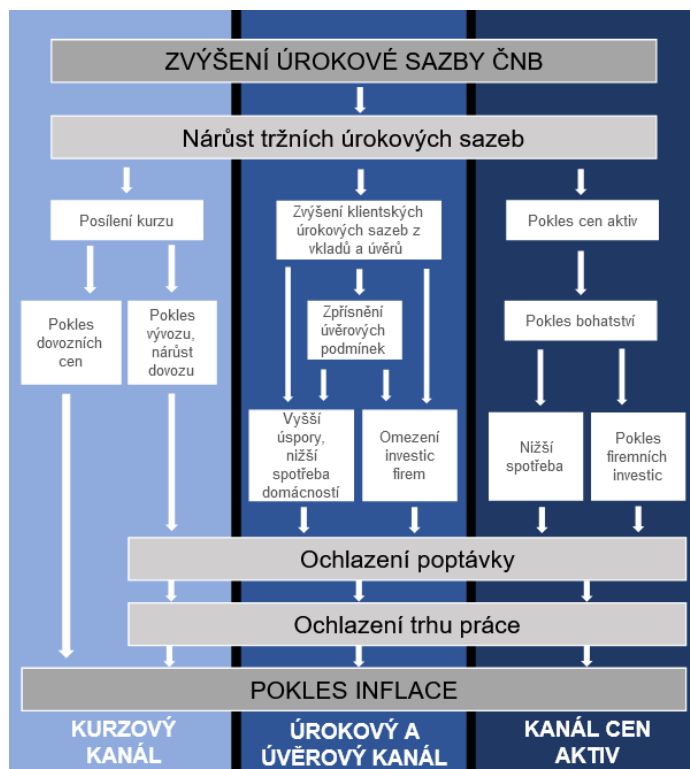 ZVÝŠENÍ ÚROKOVÉ SAZBY ČNB
Nárůst tržních úrokových sazeb
Posílení kurzu
Zvýšení klientských
úrokových sazeb z
vkladů a úvěrů
Pokles cen aktiv
Pokles
dovozních
cen
Pokles
vývozu,
nárůst
dovozu
Zpřísnění
úvěrových
podmínek
Pokles bohatství
Vyšší
úspory,
nižší
spotřeba
domácností
Omezení
investic
firem
Nižší
spotřeba
Pokles
firemních
investic
Ochlazení poptávky
Ochlazení trhu práce
POKLES INFLACE
KURZOVÝ
KANÁL
ÚROKOVÝ A
ÚVĚROVÝ KANÁL
KANÁL CEN
AKTIV